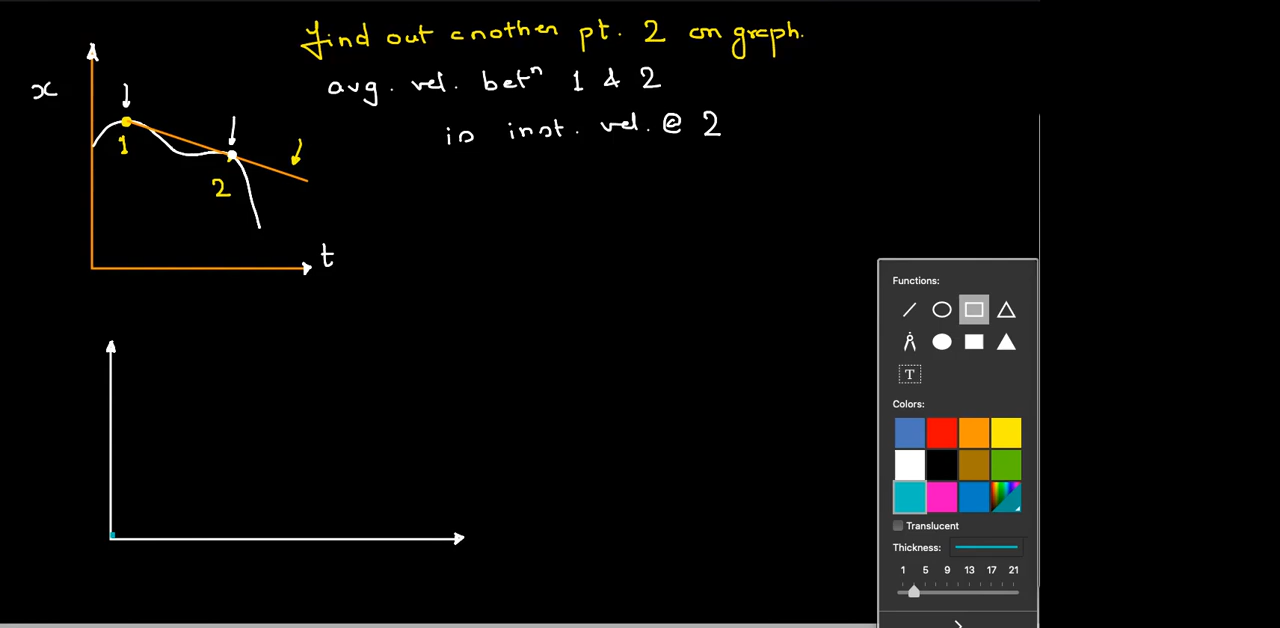 find out another pt. 2 on graph.
avg. vel. betⁿ 1 & 2
is inst. vel. @ 2
x
1
2
t
Functions:
T
Colors:
Translucent
Thickness:
1 5 9 13 17 21